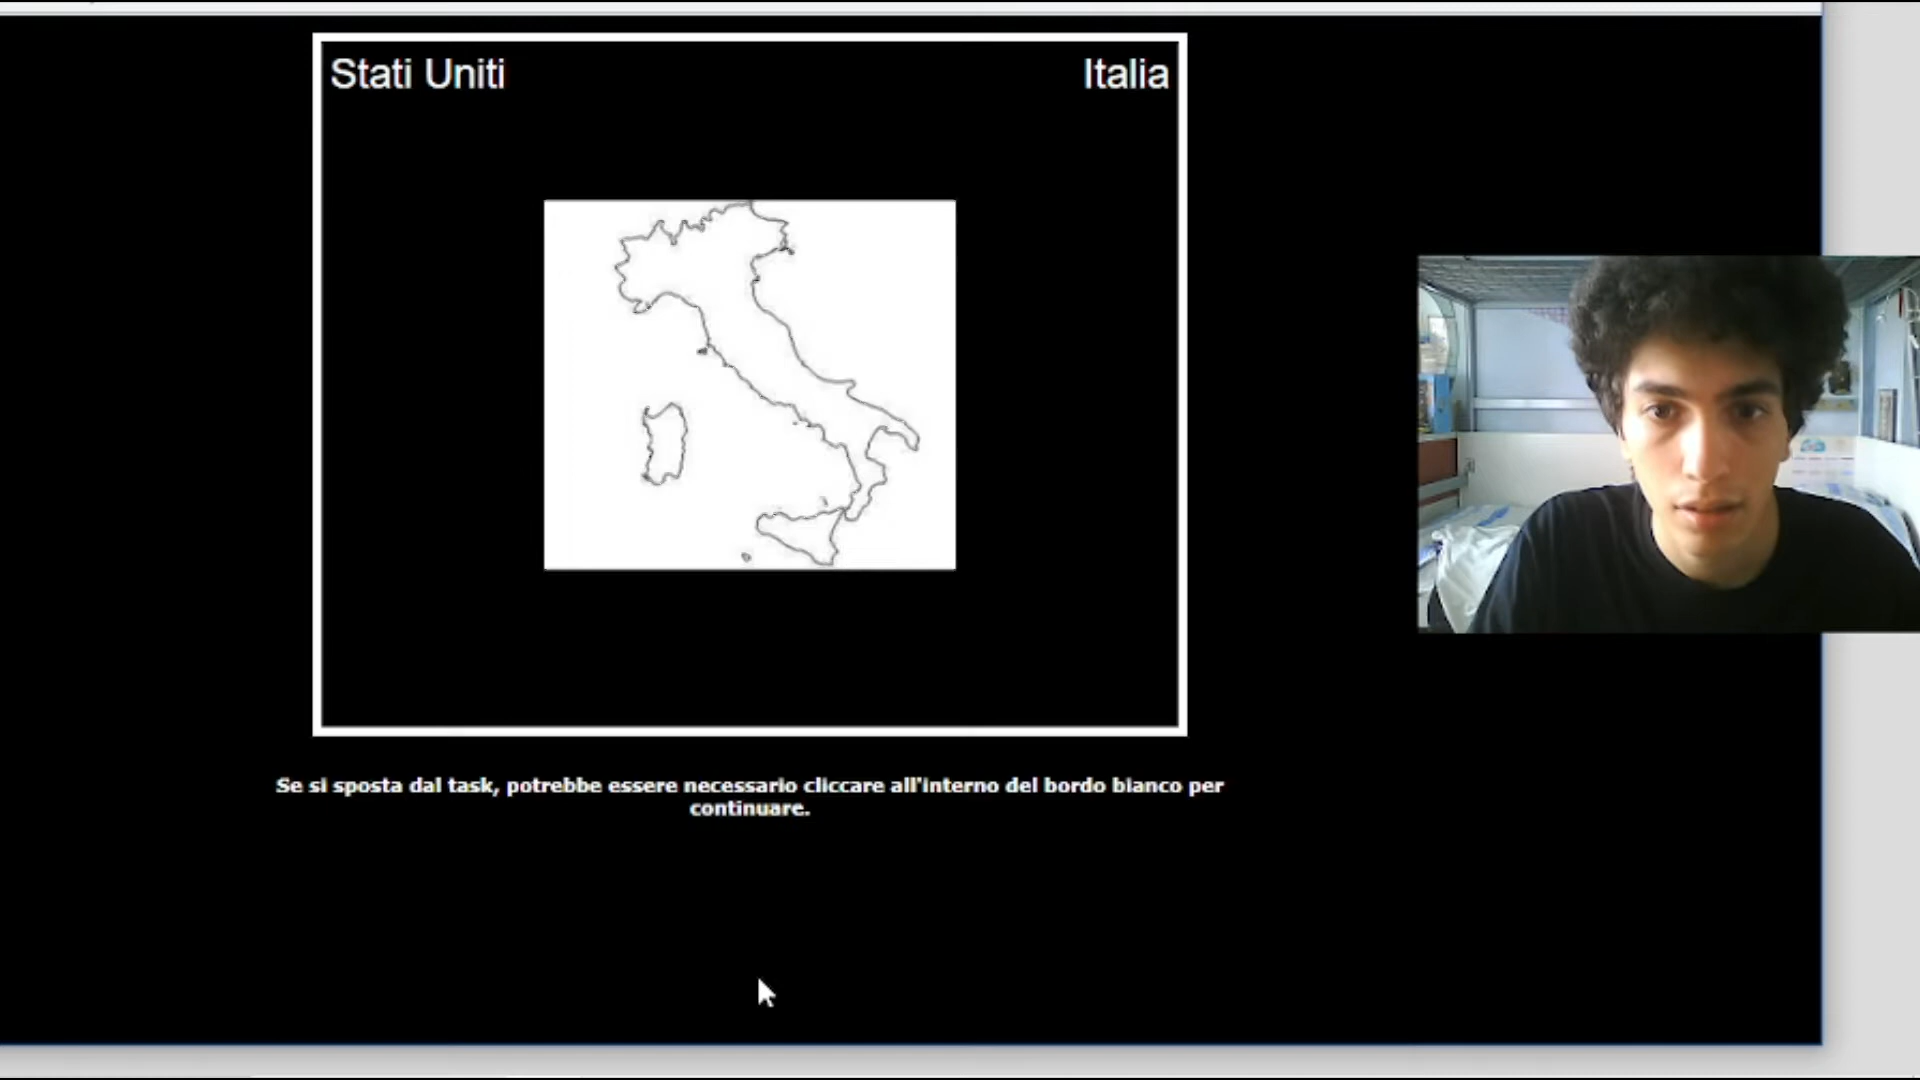 Stati Uniti
Italia
Se si sposta dal task, potrebbe essere necessario cliccare all'interno del bordo bianco per
continuare.